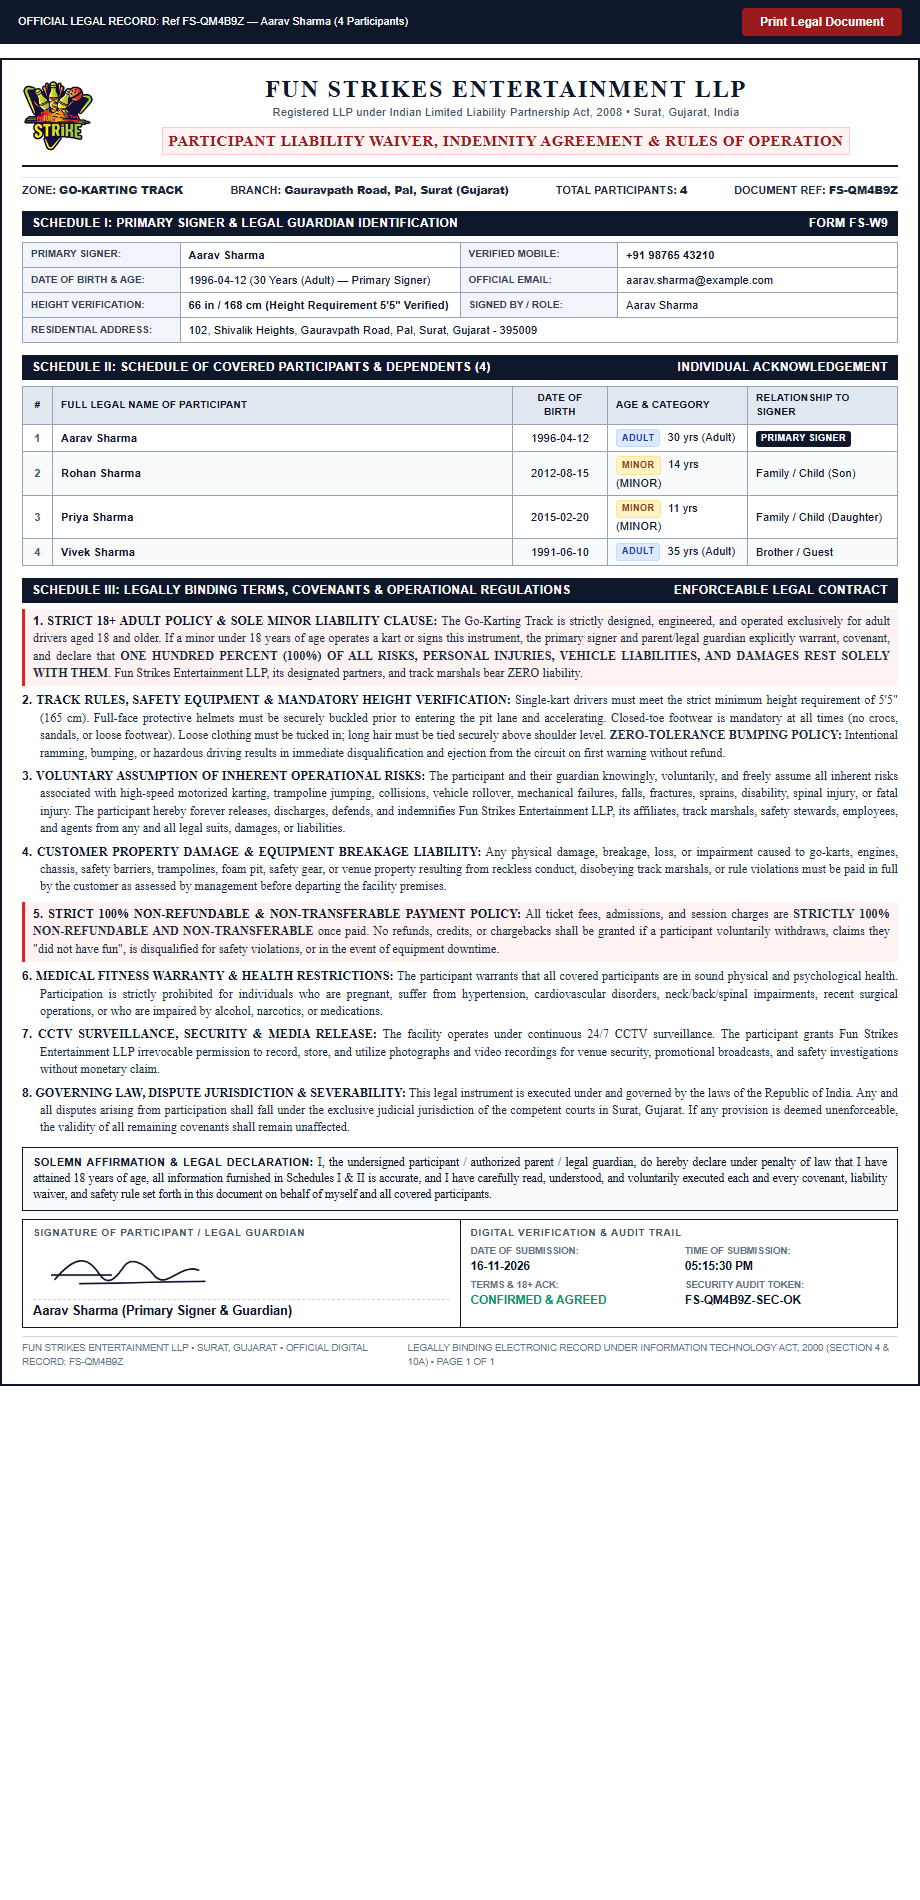 OFFICIAL LEGAL RECORD: Ref FS-QM4B9Z — Aarav Sharma (4 Participants)
Print Legal Document
STRIKE
FUN STRIKES ENTERTAINMENT LLP
Registered LLP under Indian Limited Liability Partnership Act, 2008 • Surat, Gujarat, India
PARTICIPANT LIABILITY WAIVER, INDEMNITY AGREEMENT & RULES OF OPERATION
ZONE: GO-KARTING TRACK BRANCH: Gauravpath Road, Pal, Surat (Gujarat) TOTAL PARTICIPANTS: 4 DOCUMENT REF: FS-QM4B9Z
SCHEDULE I: PRIMARY SIGNER & LEGAL GUARDIAN IDENTIFICATION FORM FS-W9
PRIMARY SIGNER: Aarav Sharma VERIFIED MOBILE: +91 98765 43210
DATE OF BIRTH & AGE: 1996-04-12 (30 Years (Adult) — Primary Signer) OFFICIAL EMAIL: aarav.sharma@example.com
HEIGHT VERIFICATION: 66 in / 168 cm (Height Requirement 5'5" Verified) SIGNED BY / ROLE: Aarav Sharma
RESIDENTIAL ADDRESS: 102, Shivalik Heights, Gauravpath Road, Pal, Surat, Gujarat - 395009
SCHEDULE II: SCHEDULE OF COVERED PARTICIPANTS & DEPENDENTS (4) INDIVIDUAL ACKNOWLEDGEMENT
# FULL LEGAL NAME OF PARTICIPANT DATE OF BIRTH AGE & CATEGORY RELATIONSHIP TO SIGNER
1 Aarav Sharma 1996-04-12 ADULT 30 yrs (Adult) PRIMARY SIGNER
2 Rohan Sharma 2012-08-15 MINOR 14 yrs (MINOR) Family / Child (Son)
3 Priya Sharma 2015-02-20 MINOR 11 yrs (MINOR) Family / Child (Daughter)
4 Vivek Sharma 1991-06-10 ADULT 35 yrs (Adult) Brother / Guest
SCHEDULE III: LEGALLY BINDING TERMS, COVENANTS & OPERATIONAL REGULATIONS ENFORCEABLE LEGAL CONTRACT
1. STRICT 18+ ADULT POLICY & SOLE MINOR LIABILITY CLAUSE: The Go-Karting Track is strictly designed, engineered, and operated exclusively for adult
drivers aged 18 and older. If a minor under 18 years of age operates a kart or signs this instrument, the primary signer and parent/legal guardian explicitly warrant, covenant,
and declare that ONE HUNDRED PERCENT (100%) OF ALL RISKS, PERSONAL INJURIES, VEHICLE LIABILITIES, AND DAMAGES REST SOLELY
WITH THEM. Fun Strikes Entertainment LLP, its designated partners, and track marshals bear ZERO liability.
2. TRACK RULES, SAFETY EQUIPMENT & MANDATORY HEIGHT VERIFICATION: Single-kart drivers must meet the strict minimum height requirement of 5'5"
(165 cm). Full-face protective helmets must be securely buckled prior to entering the pit lane and accelerating. Closed-toe footwear is mandatory at all times (no crocs,
sandals, or loose footwear). Loose clothing must be tucked in; long hair must be tied securely above shoulder level. ZERO-TOLERANCE BUMPING POLICY: Intentional
ramming, bumping, or hazardous driving results in immediate disqualification and ejection from the circuit on first warning without refund.
3. VOLUNTARY ASSUMPTION OF INHERENT OPERATIONAL RISKS: The participant and their guardian knowingly, voluntarily, and freely assume all inherent risks
associated with high-speed motorized karting, trampoline jumping, collisions, vehicle rollover, mechanical failures, falls, fractures, sprains, disability, spinal injury, or fatal
injury. The participant hereby forever releases, discharges, defends, and indemnifies Fun Strikes Entertainment LLP, its affiliates, track marshals, safety stewards, employees,
and agents from any and all legal suits, damages, or liabilities.
4. CUSTOMER PROPERTY DAMAGE & EQUIPMENT BREAKAGE LIABILITY: Any physical damage, breakage, loss, or impairment caused to go-karts, engines,
chassis, safety barriers, trampolines, foam pit, safety gear, or venue property resulting from reckless conduct, disobeying track marshals, or rule violations must be paid in full
by the customer as assessed by management before departing the facility premises.
5. STRICT 100% NON-REFUNDABLE & NON-TRANSFERABLE PAYMENT POLICY: All ticket fees, admissions, and session charges are STRICTLY 100%
NON-REFUNDABLE AND NON-TRANSFERABLE once paid. No refunds, credits, or chargebacks shall be granted if a participant voluntarily withdraws, claims they
"did not have fun", is disqualified for safety violations, or in the event of equipment downtime.
6. MEDICAL FITNESS WARRANTY & HEALTH RESTRICTIONS: The participant warrants that all covered participants are in sound physical and psychological health.
Participation is strictly prohibited for individuals who are pregnant, suffer from hypertension, cardiovascular disorders, neck/back/spinal impairments, recent surgical
operations, or who are impaired by alcohol, narcotics, or medications.
7. CCTV SURVEILLANCE, SECURITY & MEDIA RELEASE: The facility operates under continuous 24/7 CCTV surveillance. The participant grants Fun Strikes
Entertainment LLP irrevocable permission to record, store, and utilize photographs and video recordings for venue security, promotional broadcasts, and safety investigations
without monetary claim.
8. GOVERNING LAW, DISPUTE JURISDICTION & SEVERABILITY: This legal instrument is executed under and governed by the laws of the Republic of India. Any and
all disputes arising from participation shall fall under the exclusive judicial jurisdiction of the competent courts in Surat, Gujarat. If any provision is deemed unenforceable,
the validity of all remaining covenants shall remain unaffected.
SOLEMN AFFIRMATION & LEGAL DECLARATION: I, the undersigned participant / authorized parent / legal guardian, do hereby declare under penalty of law that I have
attained 18 years of age, all information furnished in Schedules I & II is accurate, and I have carefully read, understood, and voluntarily executed each and every covenant, liability
waiver, and safety rule set forth in this document on behalf of myself and all covered participants.
SIGNATURE OF PARTICIPANT / LEGAL GUARDIAN
Aarav Sharma (Primary Signer & Guardian)
DIGITAL VERIFICATION & AUDIT TRAIL
DATE OF SUBMISSION: TIME OF SUBMISSION:
16-11-2026 05:15:30 PM
TERMS & 18+ ACK: SECURITY AUDIT TOKEN:
CONFIRMED & AGREED FS-QM4B9Z-SEC-OK
FUN STRIKES ENTERTAINMENT LLP • SURAT, GUJARAT • OFFICIAL DIGITAL
RECORD: FS-QM4B9Z
LEGALLY BINDING ELECTRONIC RECORD UNDER INFORMATION TECHNOLOGY ACT, 2000 (SECTION 4 &
10A) • PAGE 1 OF 1